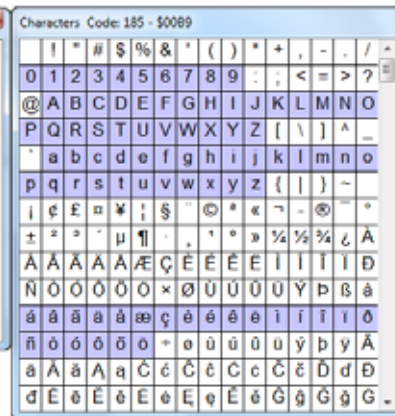 Characters Code: 185 - $00B9
! " # $ % & ' ( ) * + , - . /
0 1 2 3 4 5 6 7 8 9 : ; < = > ?
@ A B C D E F G H I J K L M N O
P Q R S T U V W X Y Z [ \ ] ^ _
` a b c d e f g h i j k l m n o
p q r s t u v w x y z { | } ~
¡ ¢ £ ¤ ¥ ¦ § ¨ © ª « ¬ - ® ¯ °
± ² ³ ´ µ ¶ · ¸ ¹ º » ¼ ½ ¾ ¿ À
Á Â Ã Ä Å Æ Ç È É Ê Ë Ì Í Î Ï Ð
Ñ Ò Ó Ô Õ Ö × Ø Ù Ú Û Ü Ý Þ ß à
á â ã ä å æ ç è é ê ë ì í î ï ð
ñ ò ó ô õ ö ÷ ø ù ú û ü ý þ ÿ Ā
ā Ă ă Ą ą Ć ć Ĉ ĉ Ċ ċ Č č Ď ď Đ
đ Ē ē Ĕ ĕ Ė ė Ę ę Ě ě Ĝ ĝ Ğ ğ Ġ